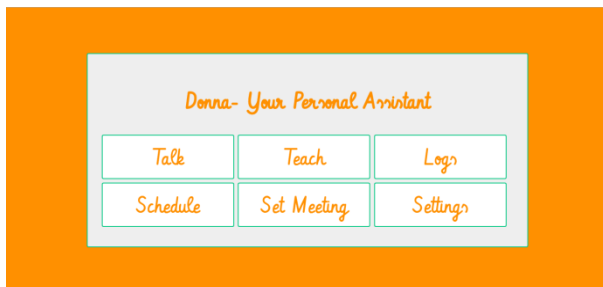 Donna- Your Personal Assistant
Talk Teach Logs
Schedule Set Meeting Settings